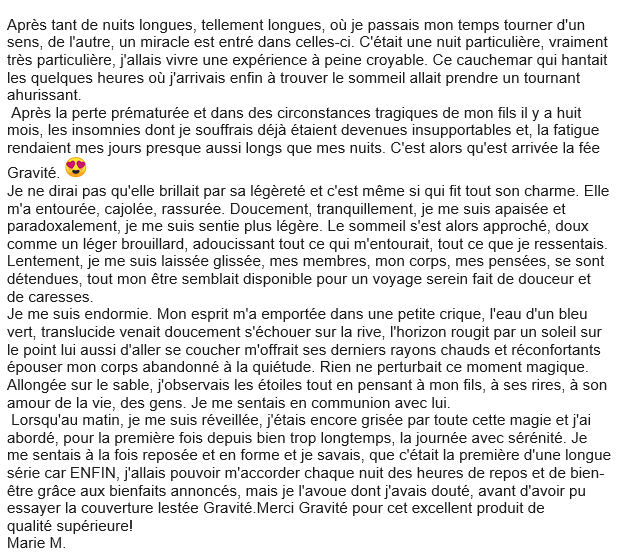 Après tant de nuits longues, tellement longues, où je passais mon temps tourner d'un
sens, de l'autre, un miracle est entré dans celles-ci. C'était une nuit particulière, vraiment
très particulière, j'allais vivre une expérience à peine croyable. Ce cauchemar qui hantait
les quelques heures où j'arrivais enfin à trouver le sommeil allait prendre un tournant
ahurissant.
Après la perte prématurée et dans des circonstances tragiques de mon fils il y a huit
mois, les insomnies dont je souffrais déjà étaient devenues insupportables et, la fatigue
rendaient mes jours presque aussi longs que mes nuits. C'est alors qu'est arrivée la fée
Gravité. 😍
Je ne dirai pas qu'elle brillait par sa légèreté et c'est même si qui fit tout son charme. Elle
m'a entourée, cajolée, rassurée. Doucement, tranquillement, je me suis apaisée et
paradoxalement, je me suis sentie plus légère. Le sommeil s'est alors approché, doux
comme un léger brouillard, adoucissant tout ce qui m'entourait, tout ce que je ressentais.
Lentement, je me suis laissée glissée, mes membres, mon corps, mes pensées, se sont
détendues, tout mon être semblait disponible pour un voyage serein fait de douceur et
de caresses.
Je me suis endormie. Mon esprit m'a emportée dans une petite crique, l'eau d'un bleu
vert, translucide venait doucement s'échouer sur la rive, l'horizon rougit par un soleil sur
le point lui aussi d'aller se coucher m'offrait ses derniers rayons chauds et réconfortants
épouser mon corps abandonné à la quiétude. Rien ne perturbait ce moment magique.
Allongée sur le sable, j'observais les étoiles tout en pensant à mon fils, à ses rires, à son
amour de la vie, des gens. Je me sentais en communion avec lui.
Lorsqu'au matin, je me suis réveillée, j'étais encore grisée par toute cette magie et j'ai
abordé, pour la première fois depuis bien trop longtemps, la journée avec sérénité. Je
me sentais à la fois reposée et en forme et je savais, que c'était la première d'une longue
série car ENFIN, j'allais pouvoir m'accorder chaque nuit des heures de repos et de bien-
être grâce aux bienfaits annoncés, mais je l'avoue dont j'avais douté, avant d'avoir pu
essayer la couverture lestée Gravité.Merci Gravité pour cet excellent produit de
qualité supérieure!
Marie M.